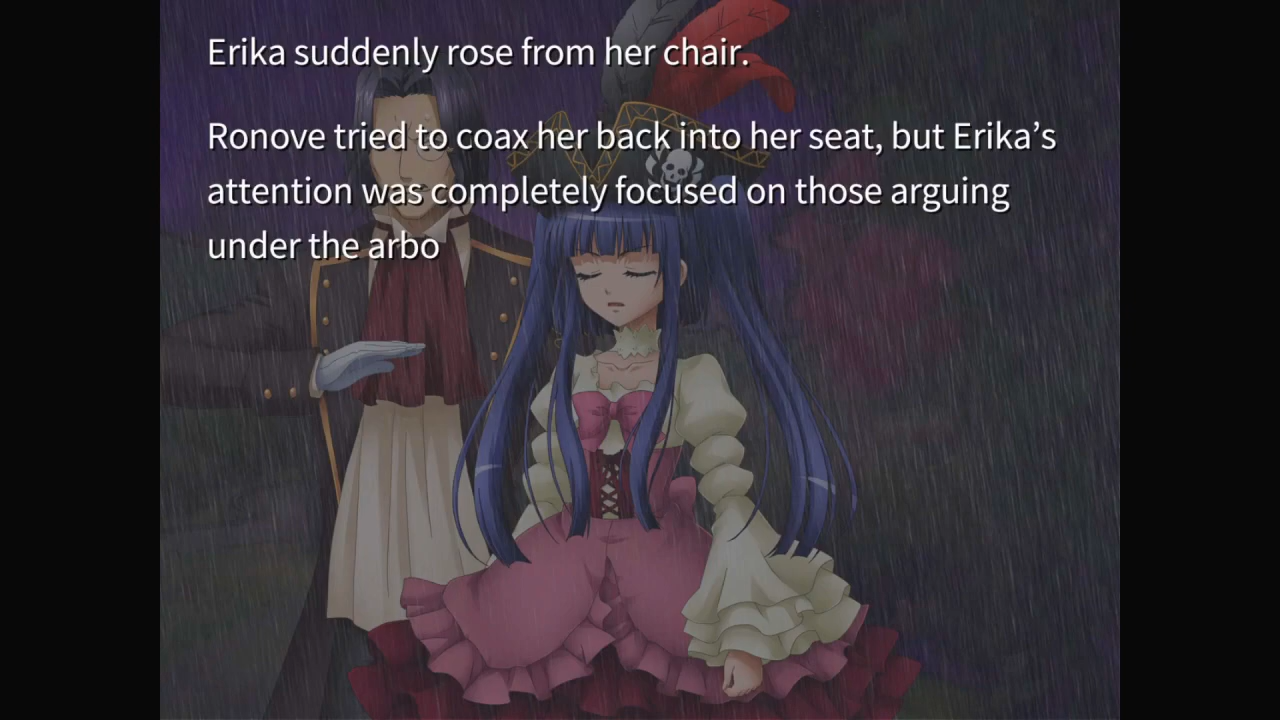 Erika suddenly rose from her chair.
Ronove tried to coax her back into her seat, but Erika’s
attention was completely focused on those arguing
under the arbo